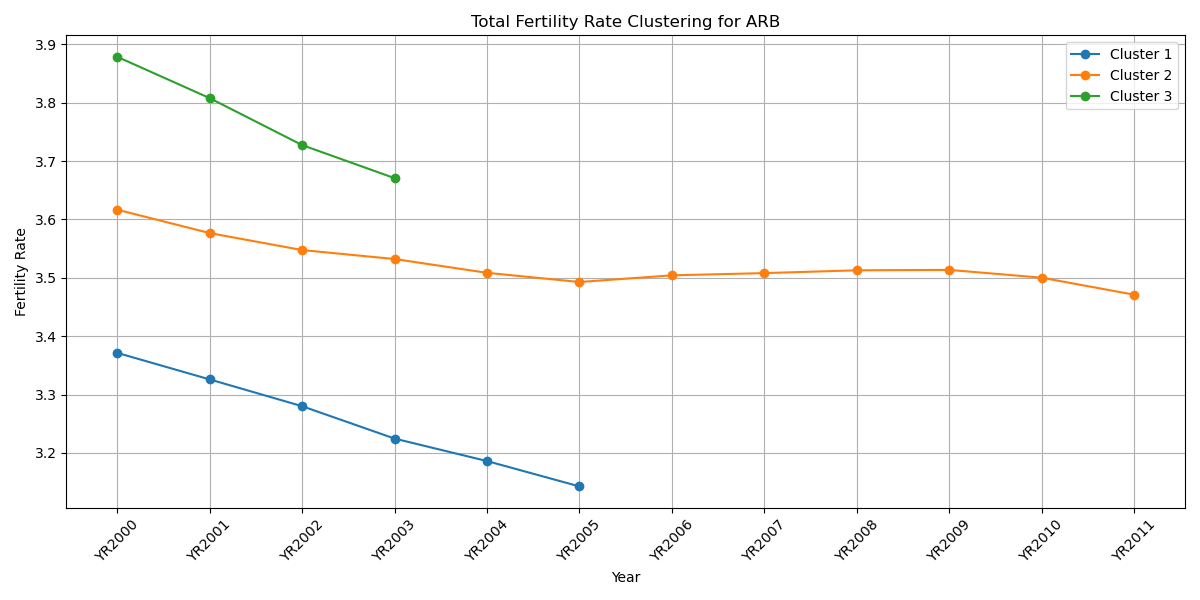 Total Fertility Rate Clustering for ARB
Cluster 1
Cluster 2
Cluster 3
Fertility Rate
3.9
3.8
3.7
3.6
3.5
3.4
3.3
3.2
YR2000
YR2001
YR2002
YR2003
YR2004
YR2005
YR2006
YR2007
YR2008
YR2009
YR2010
YR2011
Year